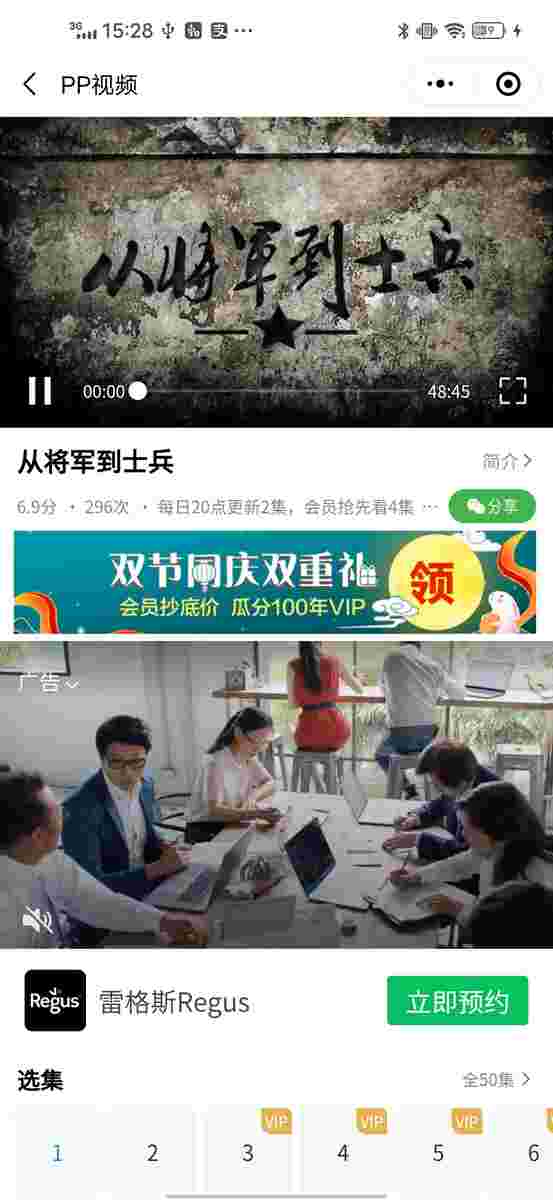 3G 15:28
PP视频
从将军到士兵
00:00 48:45
从将军到士兵 简介
6.9分 · 296次 · 每日20点更新2集，会员抢先看4集 ··· 分享
双节同庆双重礼
会员抄底价 瓜分100年VIP
领
广告
Regus 雷格斯Regus 立即预约
选集 全50集
VIP VIP VIP
1 2 3 4 5 6